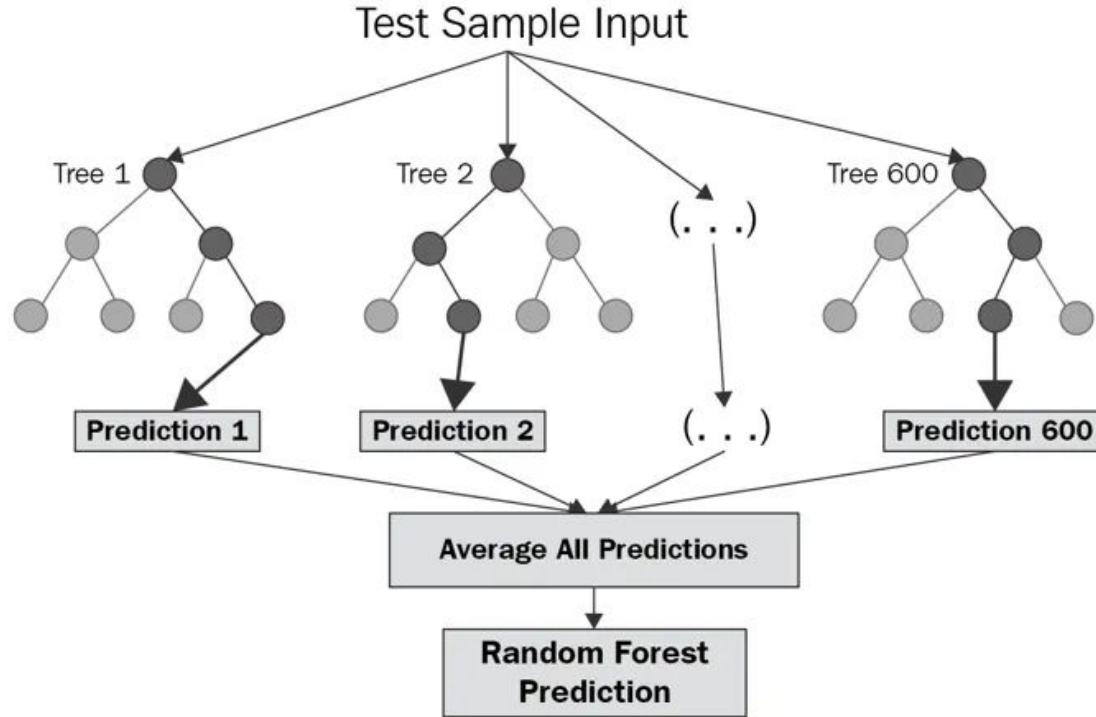 Test Sample Input
Tree 1
Tree 2
Tree 600
(. . .)
Prediction 1
Prediction 2
(. . .)
Prediction 600
Average All Predictions
Random Forest
Prediction